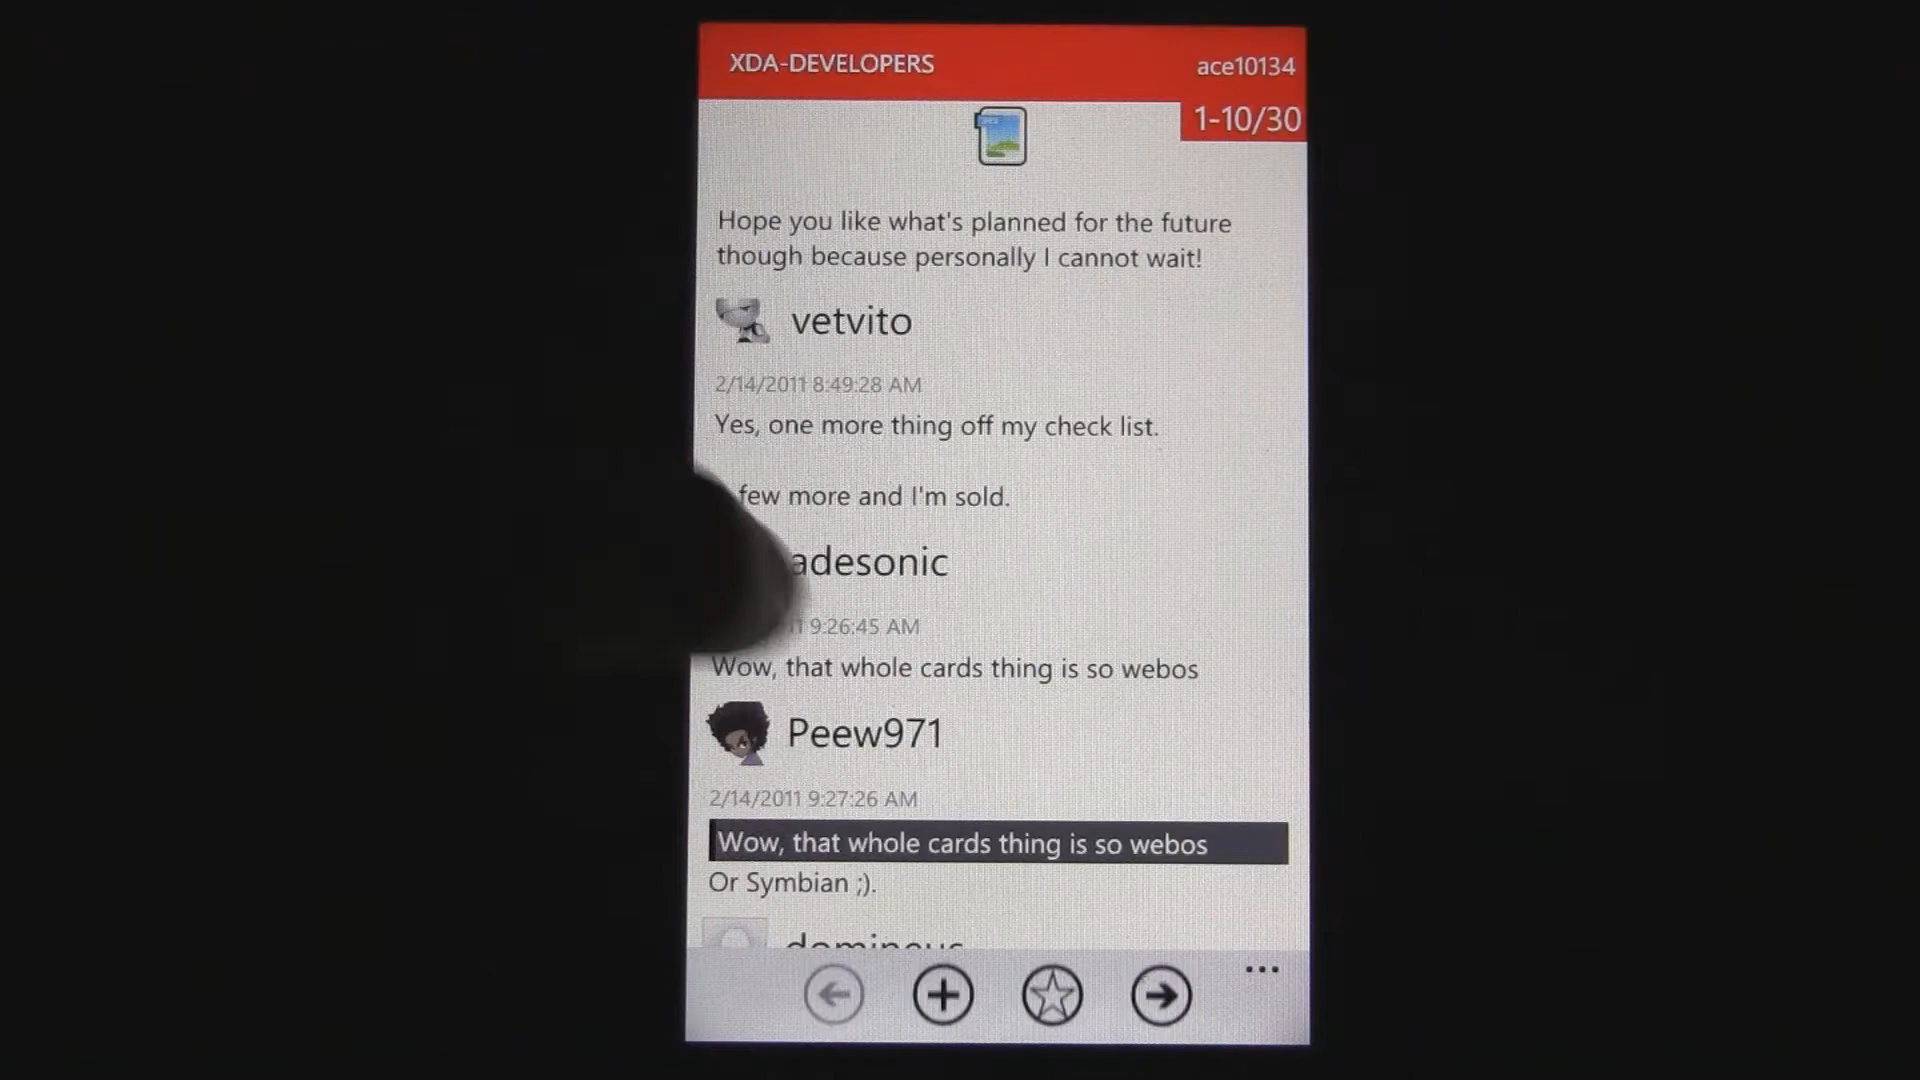 XDA-DEVELOPERS
ace10134
1-10/30
Hope you like what's planned for the future
though because personally I cannot wait!
vetvito
2/14/2011 8:49:28 AM
Yes, one more thing off my check list.
few more and I'm sold.
adesonic
9:26:45 AM
Wow, that whole cards thing is so webos
Peew971
2/14/2011 9:27:26 AM
Wow, that whole cards thing is so webos
Or Symbian ;).